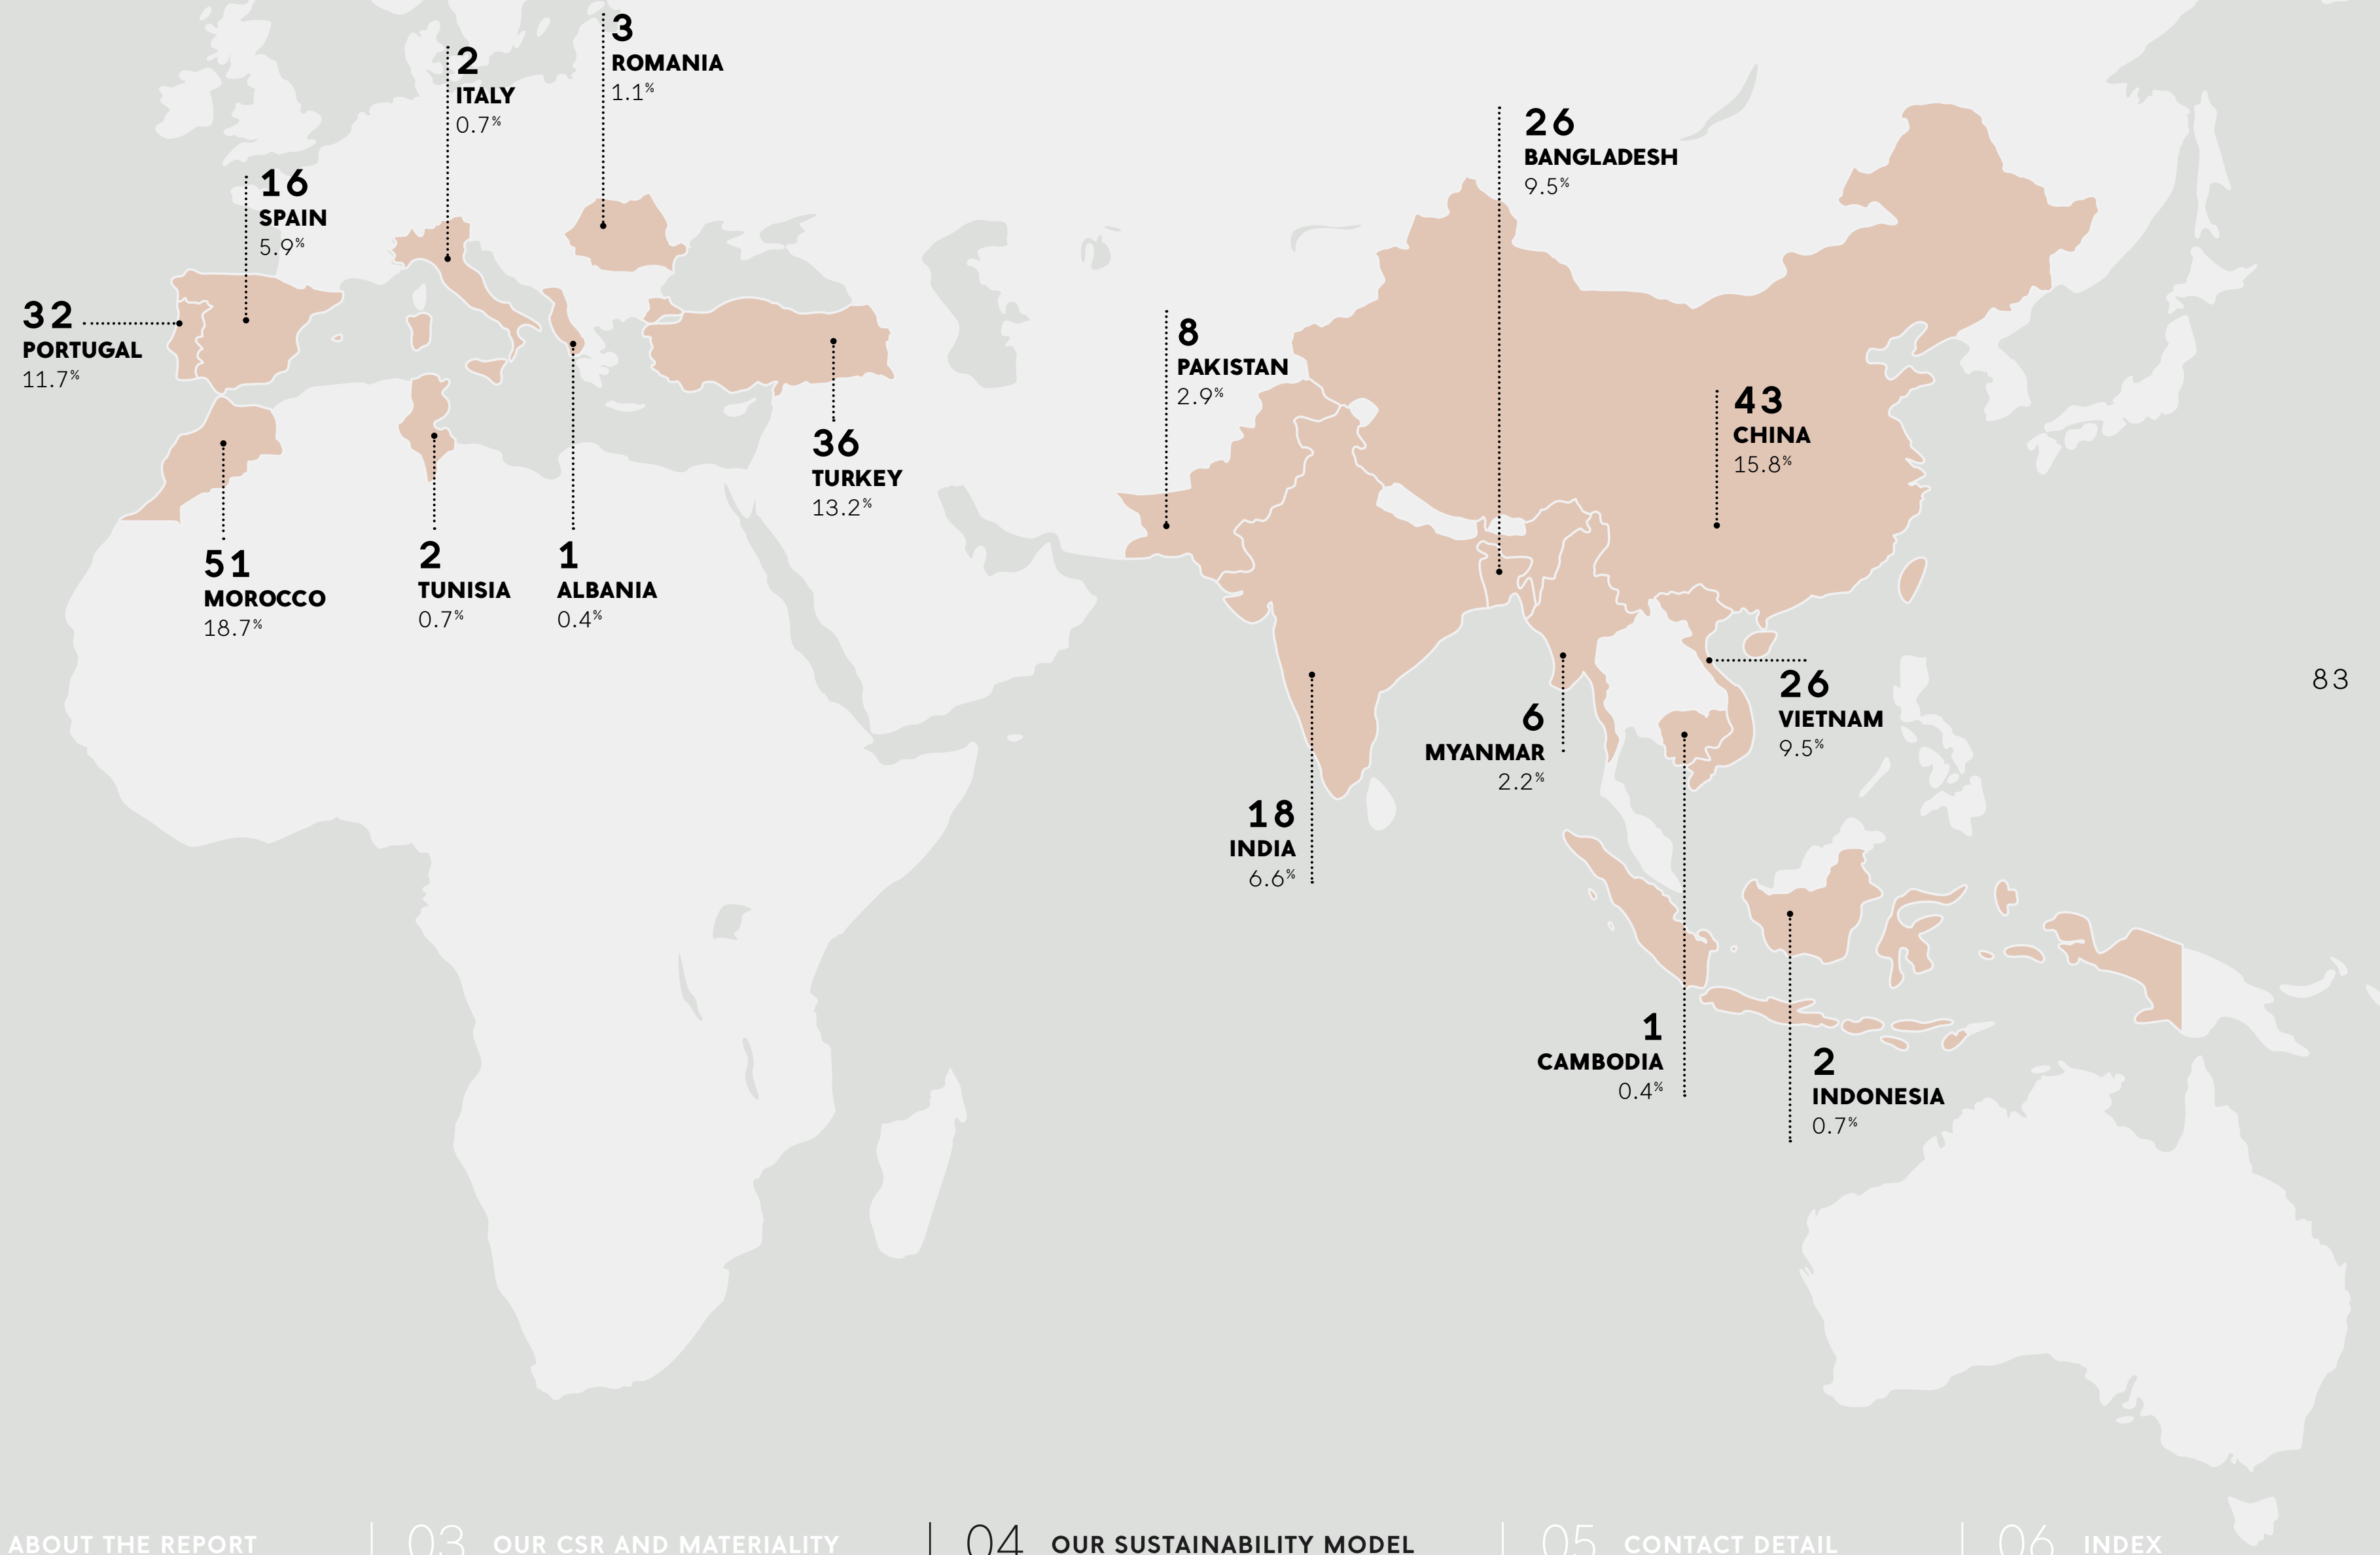 3
ROMANIA
1.1%
2
ITALY
0.7%
16
SPAIN
5.9%
32
PORTUGAL
11.7%
51
MOROCCO
18.7%
2
TUNISIA
0.7%
1
ALBANIA
0.4%
36
TURKEY
13.2%
26
BANGLADESH
9.5%
8
PAKISTAN
2.9%
43
CHINA
15.8%
26
VIETNAM
9.5%
6
MYANMAR
2.2%
18
INDIA
6.6%
1
CAMBODIA
0.4%
2
INDONESIA
0.7%
83
ABOUT THE REPORT
03 OUR CSR AND MATERIALITY
04 OUR SUSTAINABILITY MODEL
05 CONTACT DETAIL
06 INDEX